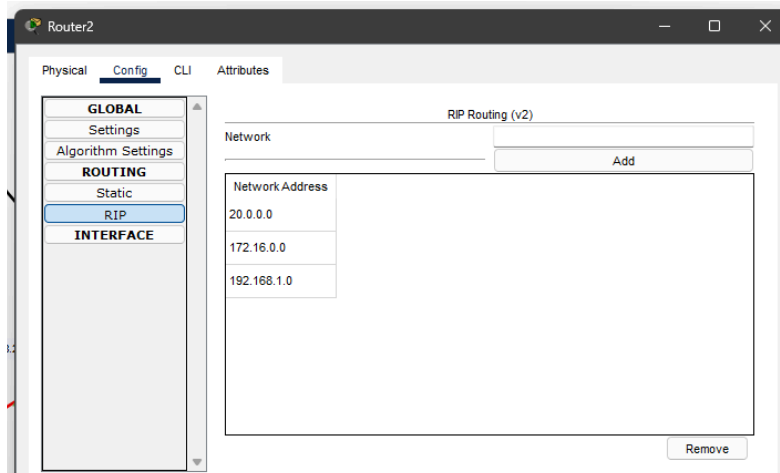 Router2
Physical Config CLI Attributes
GLOBAL
Settings
Algorithm Settings
ROUTING
Static
RIP
INTERFACE
RIP Routing (v2)
Network
Add
Network Address
20.0.0.0
172.16.0.0
192.168.1.0
Remove